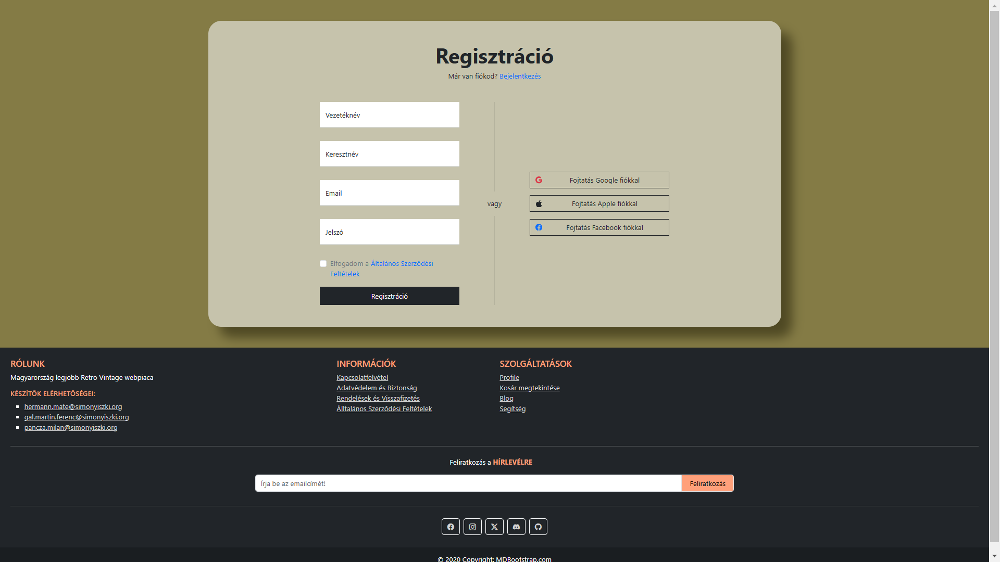 Regisztráció
Már van fiókod? Bejelentkezés
Vezetéknév
Keresztnév
Email
Jelszó
Elfogadom a Általános Szerződési
Feltételek
Regisztráció
vagy
Fojtatás Google fiókkal
Fojtatás Apple fiókkal
Fojtatás Facebook fiókkal
RÓLUNK
Magyarország legjobb Retro Vintage webpiaca
KÉSZÍTŐK ELÉRHETŐSÉGEI:
hermann.mate@simonyiszki.org
gal.martin.ferenc@simonyiszki.org
pancza.milan@simonyiszki.org
INFORMÁCIÓK
Kapcsolatfelvétel
Adatvédelem és Biztonság
Rendelések és Visszafizetés
Álltalános Szerződési Feltételek
SZOLGÁLTATÁSOK
Profile
Kosár megtekintése
Blog
Segítség
Feliratkozás a HÍRLEVÉLRE
Írja be az emailcímét!
Feliratkozás
© 2020 Copyright: MDBootstrap.com